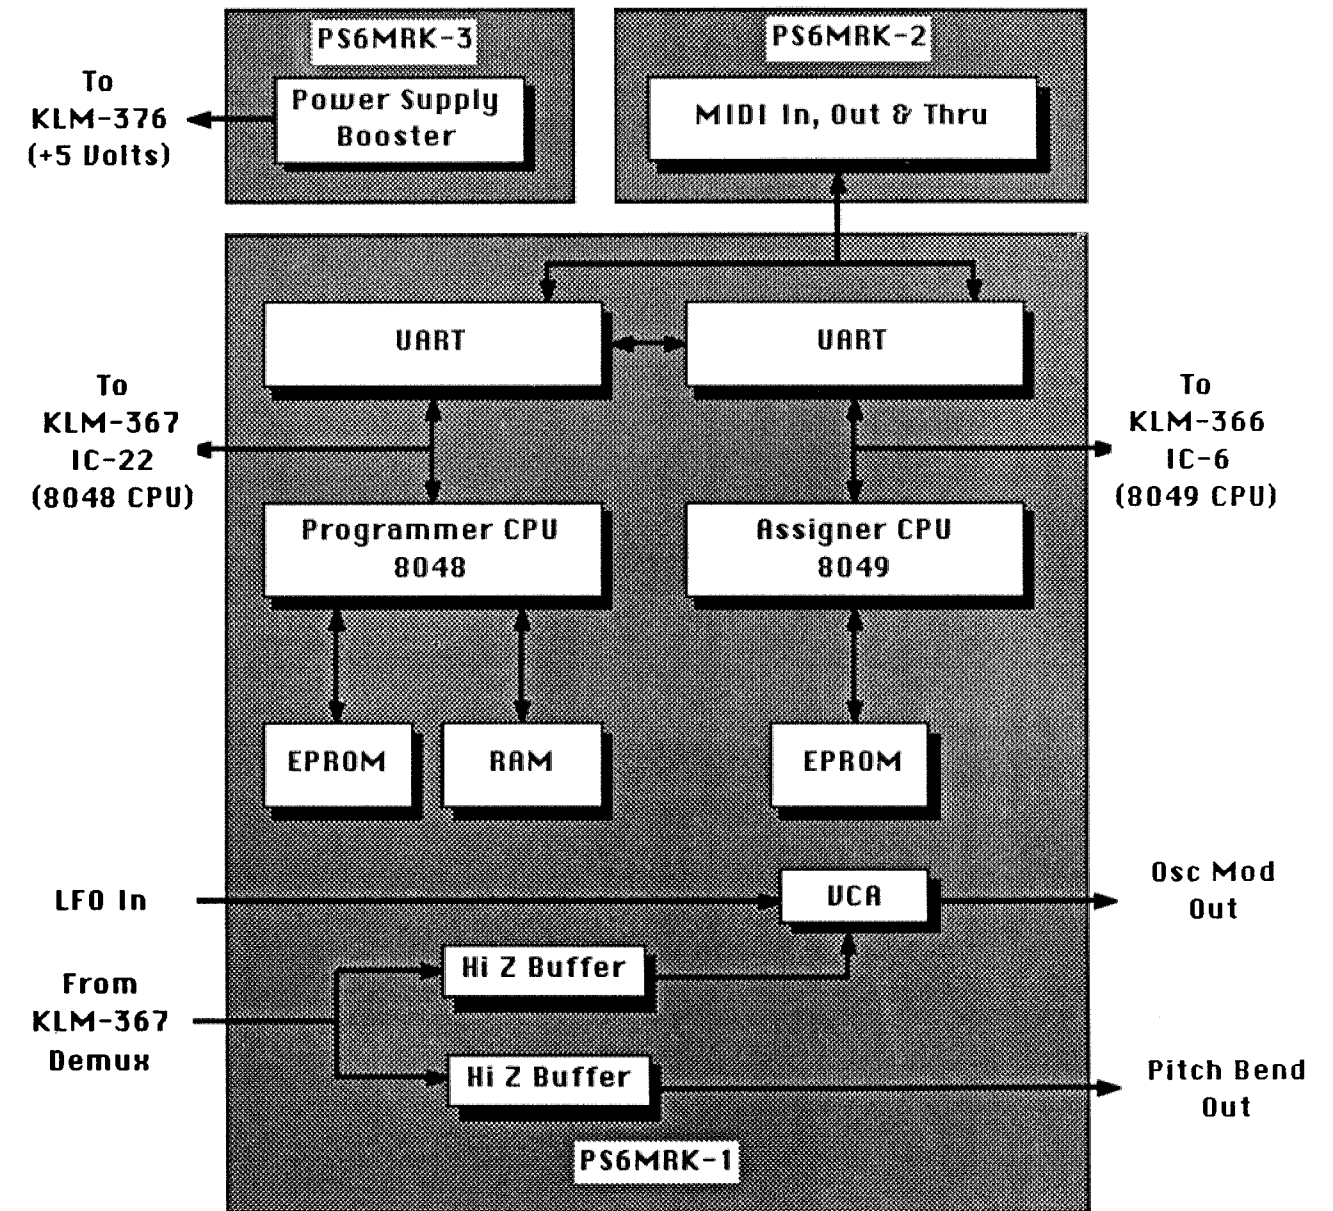 PS6MRK-3
PS6MRK-2
To
KLM-376
(+5 Volts)
Power Supply
Booster
MIDI In, Out & Thru
UART
UART
To
KLM-367
IC-22
(8048 CPU)
To
KLM-366
IC-6
(8049 CPU)
Programmer CPU
8048
Assigner CPU
8049
EPROM
RAM
EPROM
LFO In
VCA
Osc Mod
Out
From
KLM-367
Demux
Hi Z Buffer
Hi Z Buffer
Pitch Bend
Out
PS6MRK-1